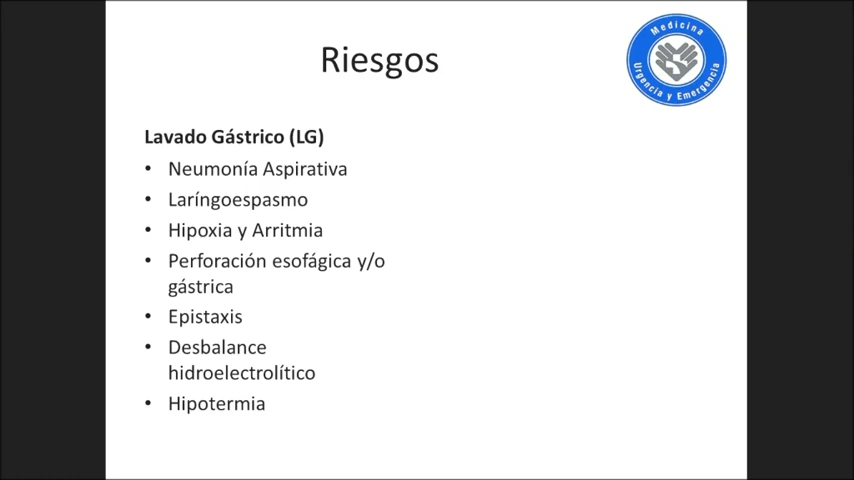 Riesgos
Medicina
Urgencia y Emergencia
Lavado Gástrico (LG)
• Neumonía Aspirativa
• Laríngoespasmo
• Hipoxia y Arritmia
• Perforación esofágica y/o
gástrica
• Epistaxis
• Desbalance
hidroelectrolítico
• Hipotermia